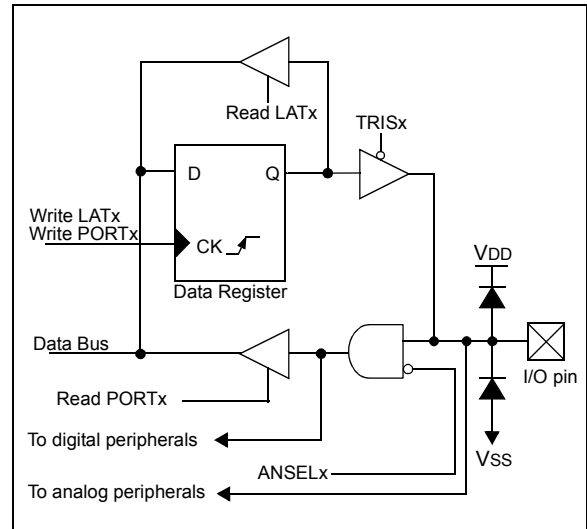 Read LATx
TRISx
D Q
Write LATx
Write PORTx
CK
Data Register
VDD
Data Bus
I/O pin
Read PORTx
To digital peripherals
VSS
ANSELx
To analog peripherals